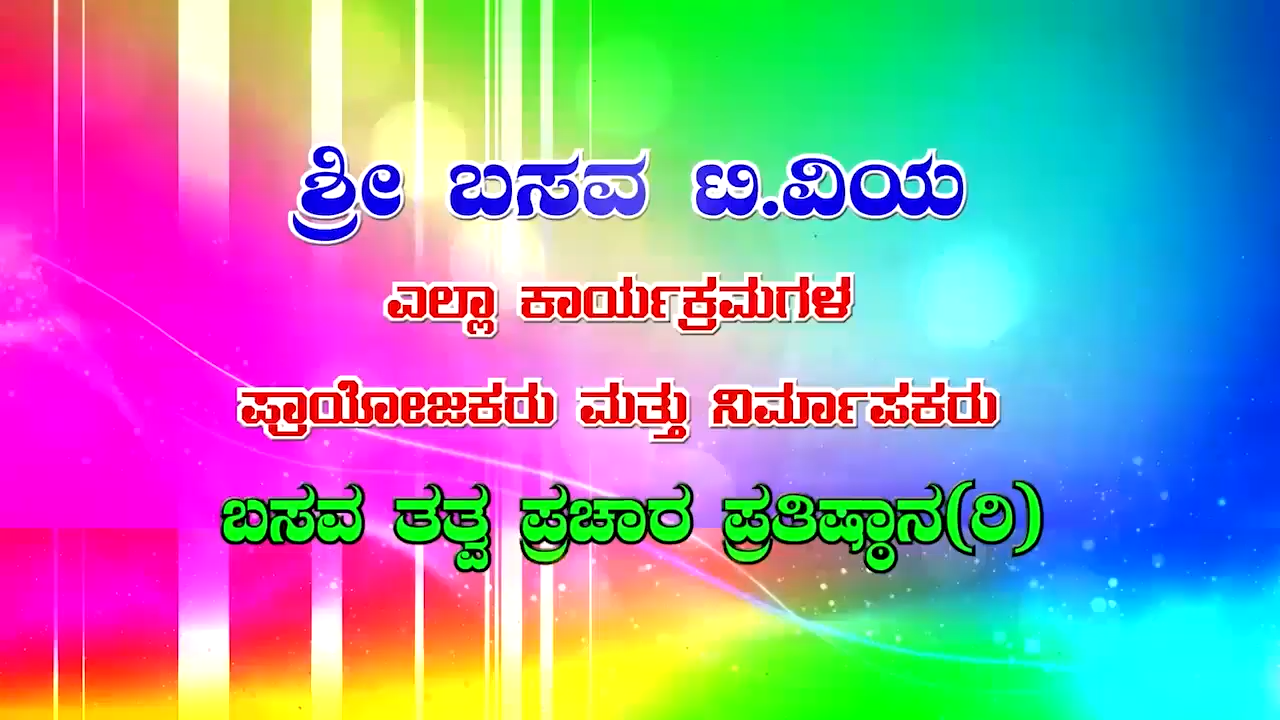 ಶ್ರೀ ಬಸವ ಟಿ.ವಿಯ
ಎಲ್ಲಾ ಕಾರ್ಯಕ್ರಮಗಳ
ಪ್ರಾಯೋಜಕರು ಮತ್ತು ನಿರ್ಮಾಪಕರು
ಬಸವ ತತ್ವ ಪ್ರಚಾರ ಪ್ರತಿಷ್ಠಾನ(ರಿ)